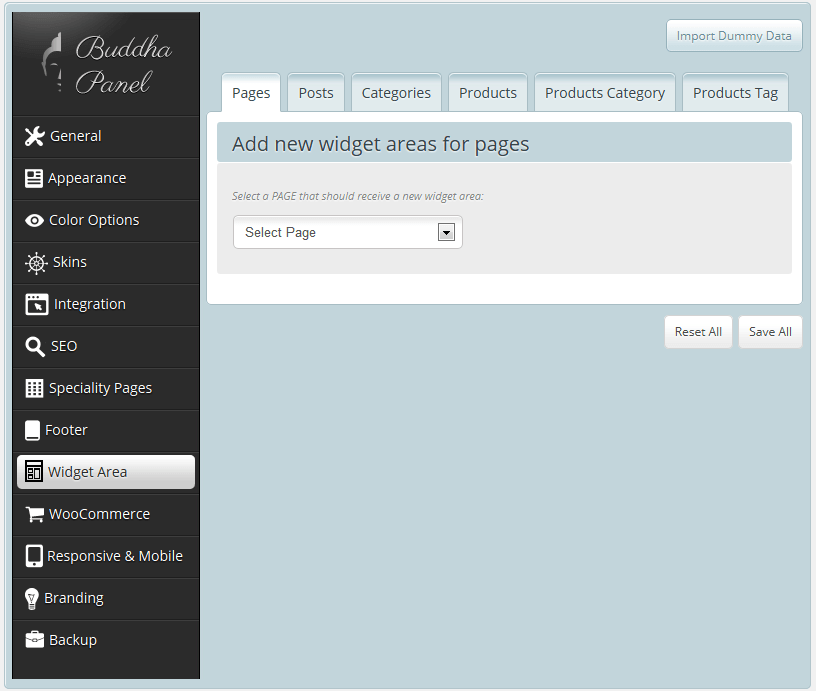 Buddha
Panel
General
Appearance
Color Options
Skins
Integration
SEO
Speciality Pages
Footer
Widget Area
WooCommerce
Responsive & Mobile
Branding
Backup
Import Dummy Data
Pages Posts Categories Products Products Category Products Tag
Add new widget areas for pages
Select a PAGE that should receive a new widget area:
Select Page
Reset All Save All